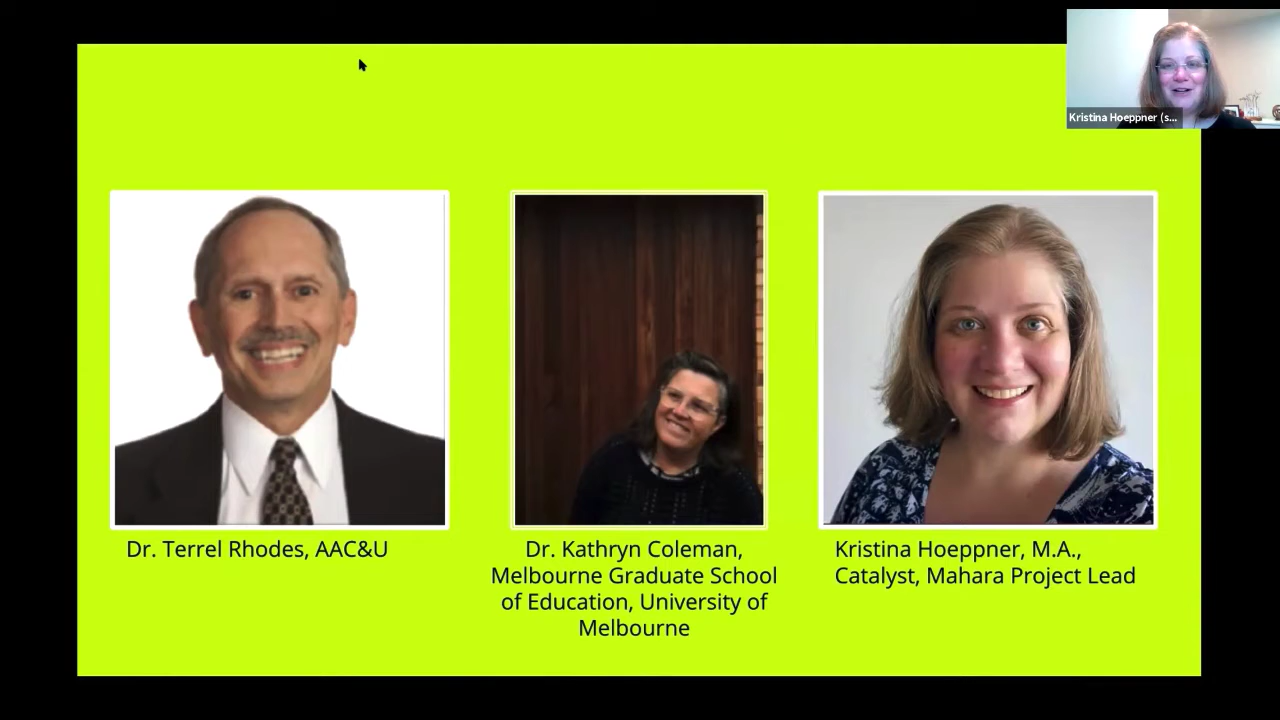 Kristina Hoeppner (s...
Dr. Terrel Rhodes, AAC&U
Dr. Kathryn Coleman,
Melbourne Graduate School
of Education, University of
Melbourne
Kristina Hoeppner, M.A.,
Catalyst, Mahara Project Lead